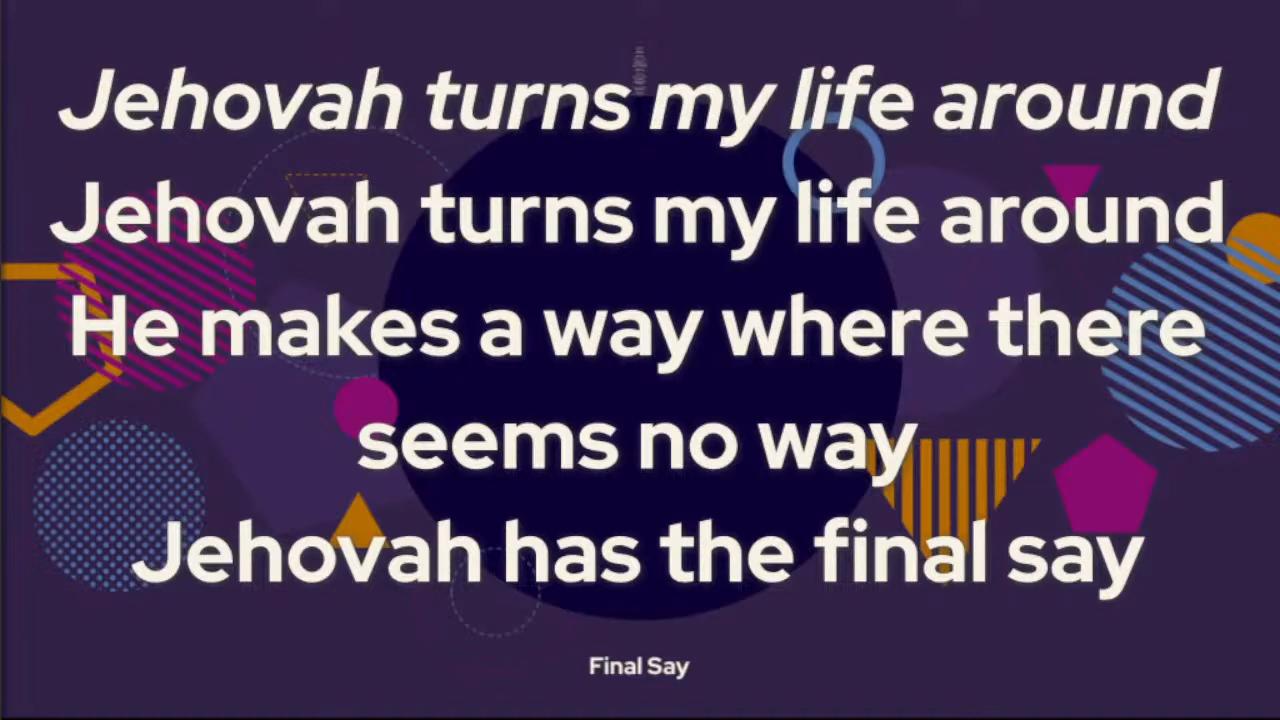 Jehovah turns my life around
Jehovah turns my life around
He makes a way where there
seems no way
Jehovah has the final say
Final Say